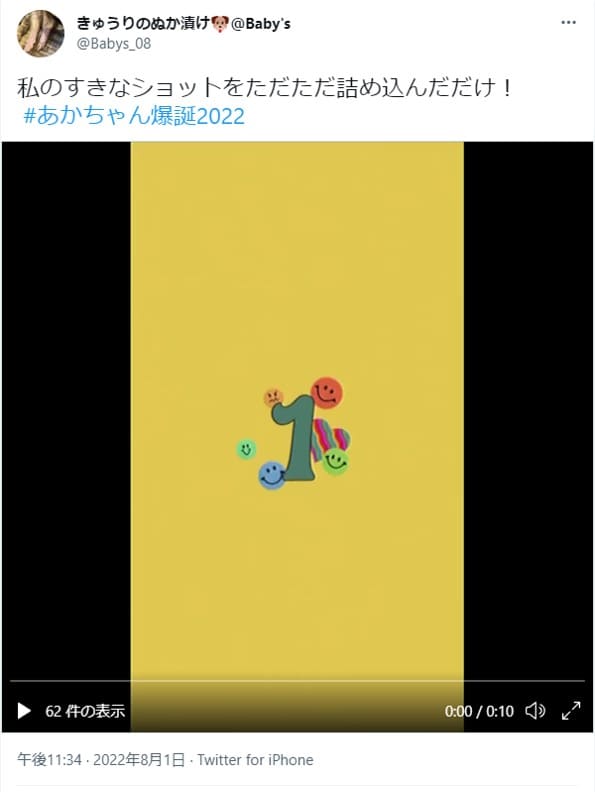 きゅうりのぬか漬け🐶@Baby's
@Babys_08
私のすきなショットをただただ詰め込んだだけ！
#あかちゃん爆誕2022
1
62 件の表示
0:00 / 0:10
午後11:34 · 2022年8月1日 · Twitter for iPhone